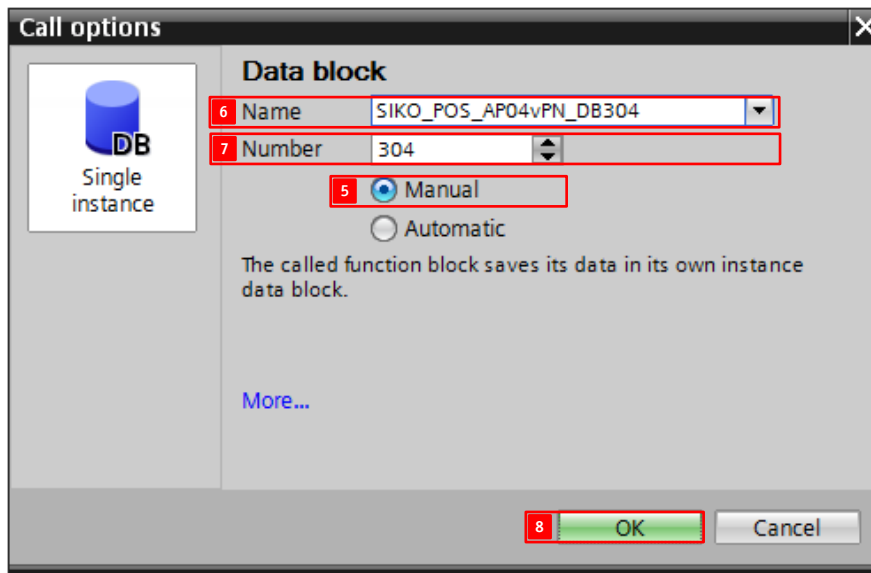 Call options
DB
Single
instance
Data block
6 Name SIKO_POS_AP04vPN_DB304
7 Number 304
5 Manual
Automatic
The called function block saves its data in its own instance
data block.
More...
8 OK Cancel